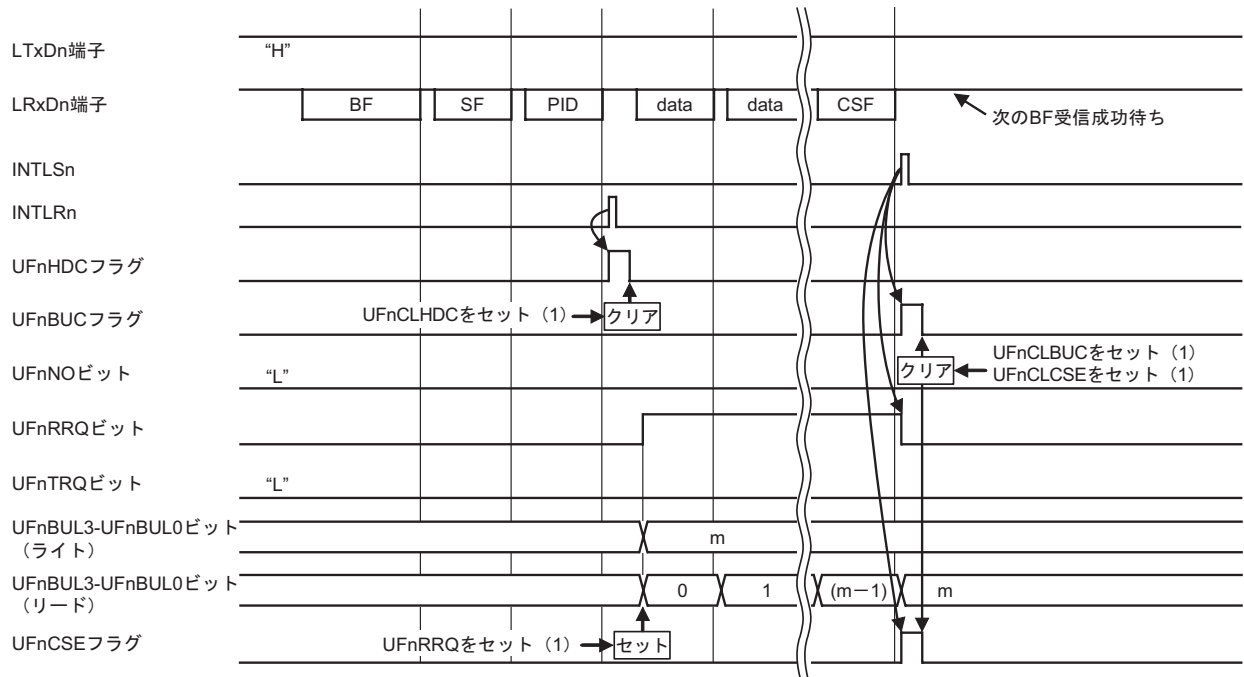 LTxDn端子 “H”
LRxDn端子 BF SF PID data data CSF
次のBF受信成功待ち
INTLSn
INTLRn
UFnHDCフラグ
UFnBUCフラグ UFnCLHDCをセット（1） クリア
UFnCLBUCをセット（1）
UFnNOビット “L” クリア UFnCLCSEをセット（1）
UFnRRQビット
UFnTRQビット “L”
UFnBUL3-UFnBUL0ビット
（ライト） m
UFnBUL3-UFnBUL0ビット
（リード） 0 1 (m－1) m
UFnCSEフラグ UFnRRQをセット（1） セット